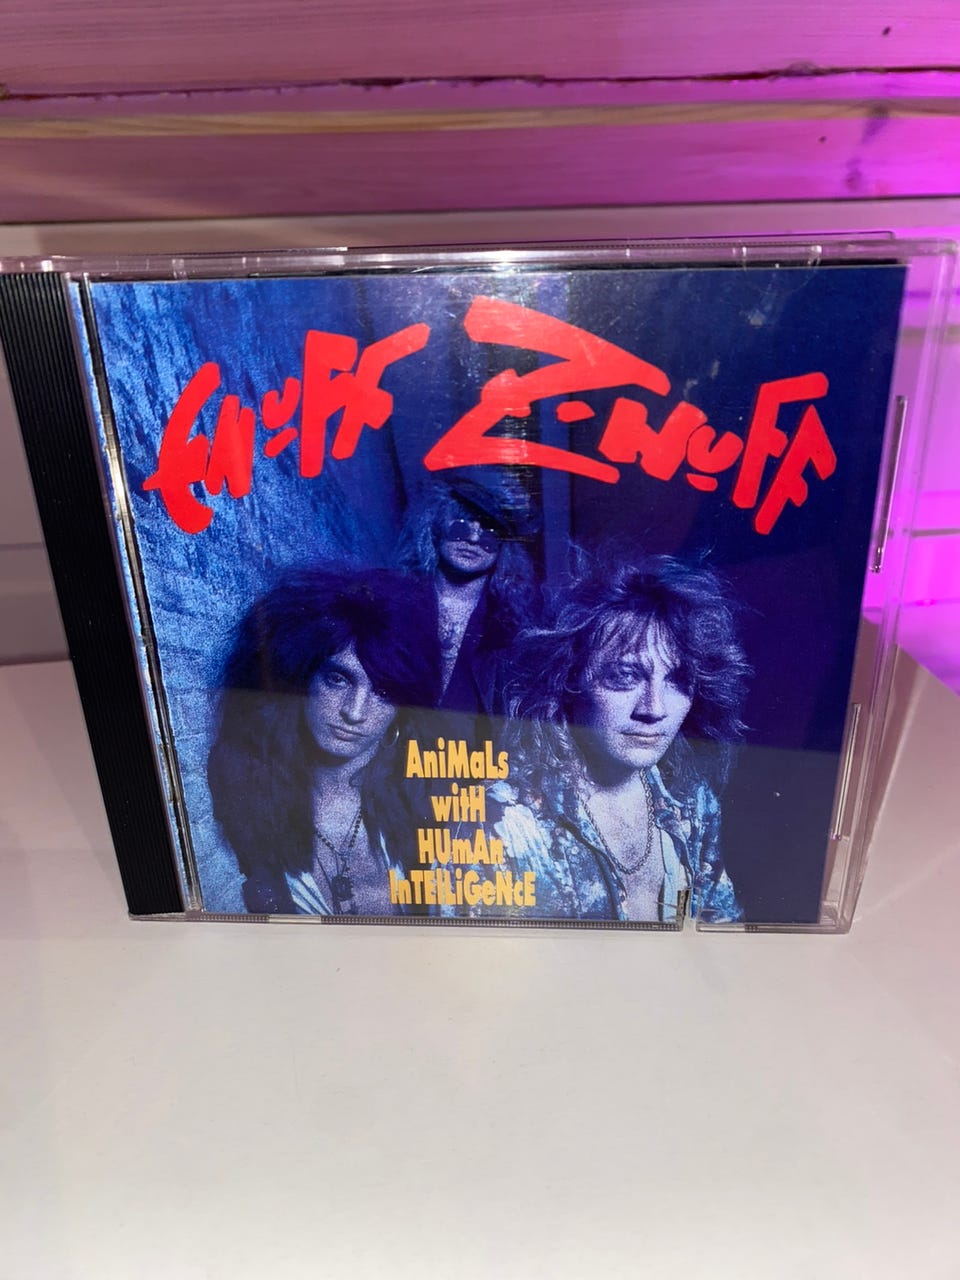 EnuFF Z-nuFF
AniMaLs
witH
HUmAn
InTElLiGeNcE